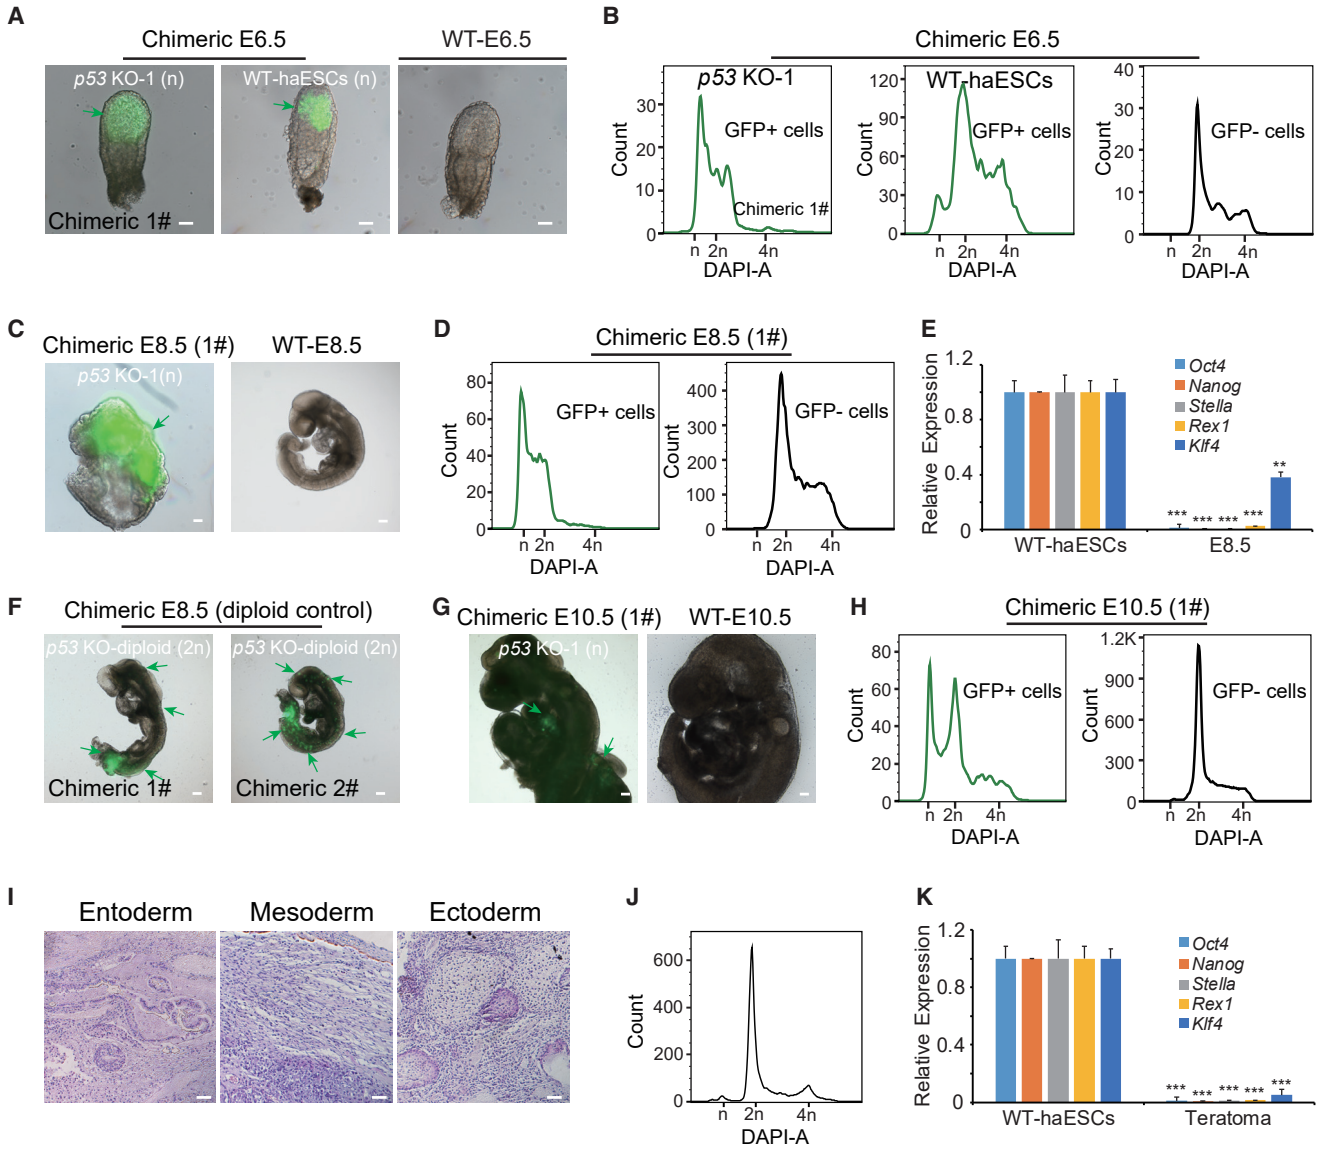 A
Chimeric E6.5
WT-E6.5
p53 KO-1 (n)
WT-haESCs (n)
Chimeric 1#
B
Chimeric E6.5
p53 KO-1
GFP+ cells
Chimeric 1#
Count
30
20
10
0
n 2n 4n
DAPI-A
WT-haESCs
GFP+ cells
Count
120
90
60
30
0
n 2n 4n
DAPI-A
GFP- cells
Count
40
30
20
10
0
n 2n 4n
DAPI-A
C
Chimeric E8.5 (1#)
WT-E8.5
p53 KO-1(n)
D
Chimeric E8.5 (1#)
GFP+ cells
Count
80
60
40
20
0
n 2n 4n
DAPI-A
GFP- cells
Count
400
300
200
100
0
n 2n 4n
DAPI-A
E
Relative Expression
1.2
0.8
0.4
0
Oct4
Nanog
Stella
Rex1
Klf4
*** *** *** *** **
WT-haESCs
E8.5
F
Chimeric E8.5 (diploid control)
p53 KO-diploid (2n)
p53 KO-diploid (2n)
Chimeric 1#
Chimeric 2#
G
Chimeric E10.5 (1#)
WT-E10.5
p53 KO-1 (n)
H
Chimeric E10.5 (1#)
GFP+ cells
Count
80
60
40
20
0
n 2n 4n
DAPI-A
GFP- cells
Count
1.2K
900
600
300
0
n 2n 4n
DAPI-A
I
Entoderm
Mesoderm
Ectoderm
J
Count
600
400
200
0
n 2n 4n
DAPI-A
K
Relative Expression
1.2
0.8
0.4
0
Oct4
Nanog
Stella
Rex1
Klf4
*** *** *** *** ***
WT-haESCs
Teratoma